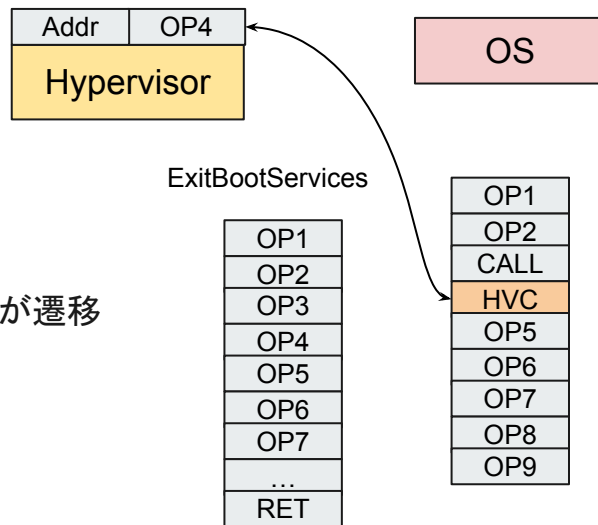 Addr OP4
Hypervisor
OS
ExitBootServices
が遷移
OP1
OP2
OP3
OP4
OP5
OP6
OP7
…
RET
OP1
OP2
CALL
HVC
OP5
OP6
OP7
OP8
OP9